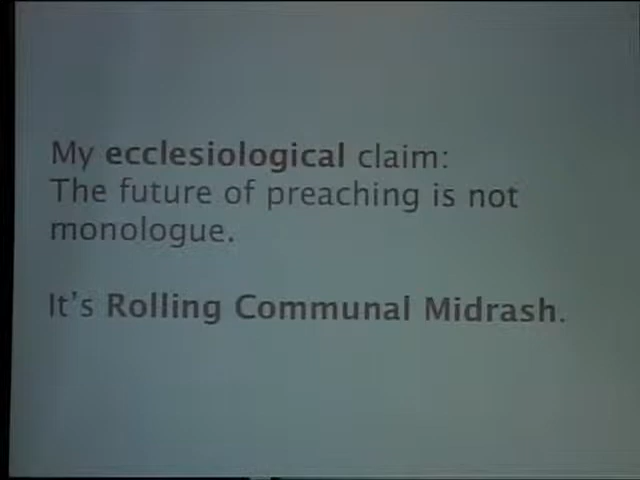 My ecclesiological claim:
The future of preaching is not
monologue.
It's Rolling Communal Midrash.